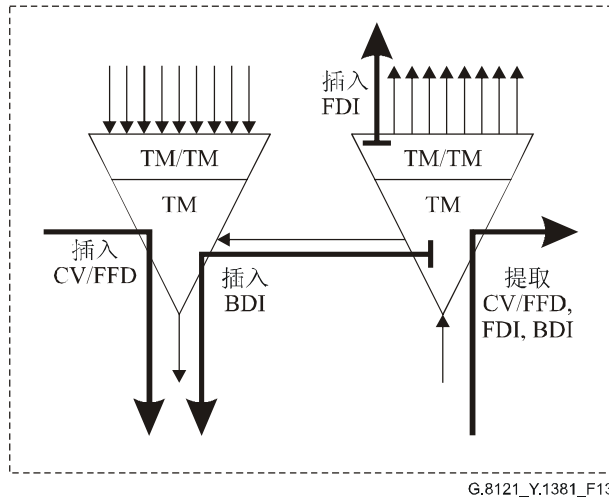 插入
FDI
TM/TM
TM/TM
TM
TM
插入
CV/FFD
插入
BDI
提取
CV/FFD,
FDI, BDI
G.8121_Y.1381_F13